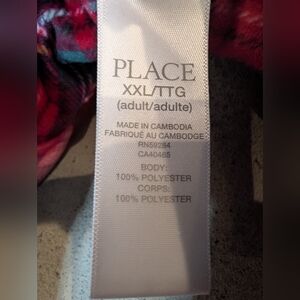 PLACE
XXL/TTG
(adult/adulte)
MADE IN CAMBODIA
FABRIQUÉ AU CAMBODGE
RN59284
CA40465
BODY:
100% POLYESTER
CORPS:
100% POLYESTER